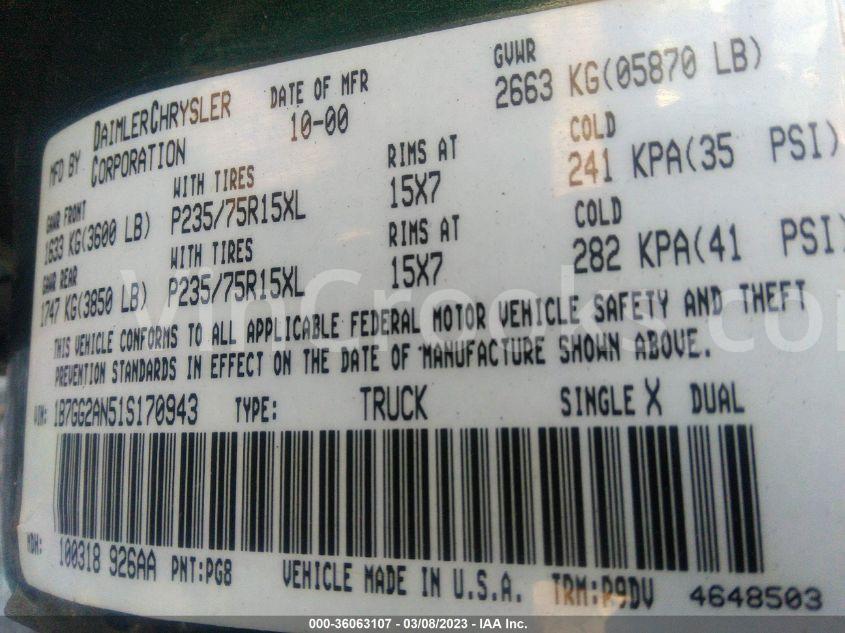 MFD BY DAIMLERCHRYSLER CORPORATION
DATE OF MFR 10-00
GVWR 2663 KG(05870 LB)
GAWR FRONT 1633 KG(3600 LB)
WITH TIRES P235/75R15XL
RIMS AT 15X7
COLD 241 KPA(35 PSI)
GAWR REAR 1747 KG(3850 LB)
WITH TIRES P235/75R15XL
RIMS AT 15X7
COLD 282 KPA(41 PSI)
THIS VEHICLE CONFORMS TO ALL APPLICABLE FEDERAL MOTOR VEHICLE SAFETY AND THEFT
PREVENTION STANDARDS IN EFFECT ON THE DATE OF MANUFACTURE SHOWN ABOVE.
VIN: 1B7GG2AN51S170943 TYPE: TRUCK SINGLE X DUAL
MDH: 100318 926AA PNT:PG8 VEHICLE MADE IN U.S.A. TRM:R9DV 4648503
VinCrooks.com
000-36063107 - 03/08/2023 - IAA Inc.